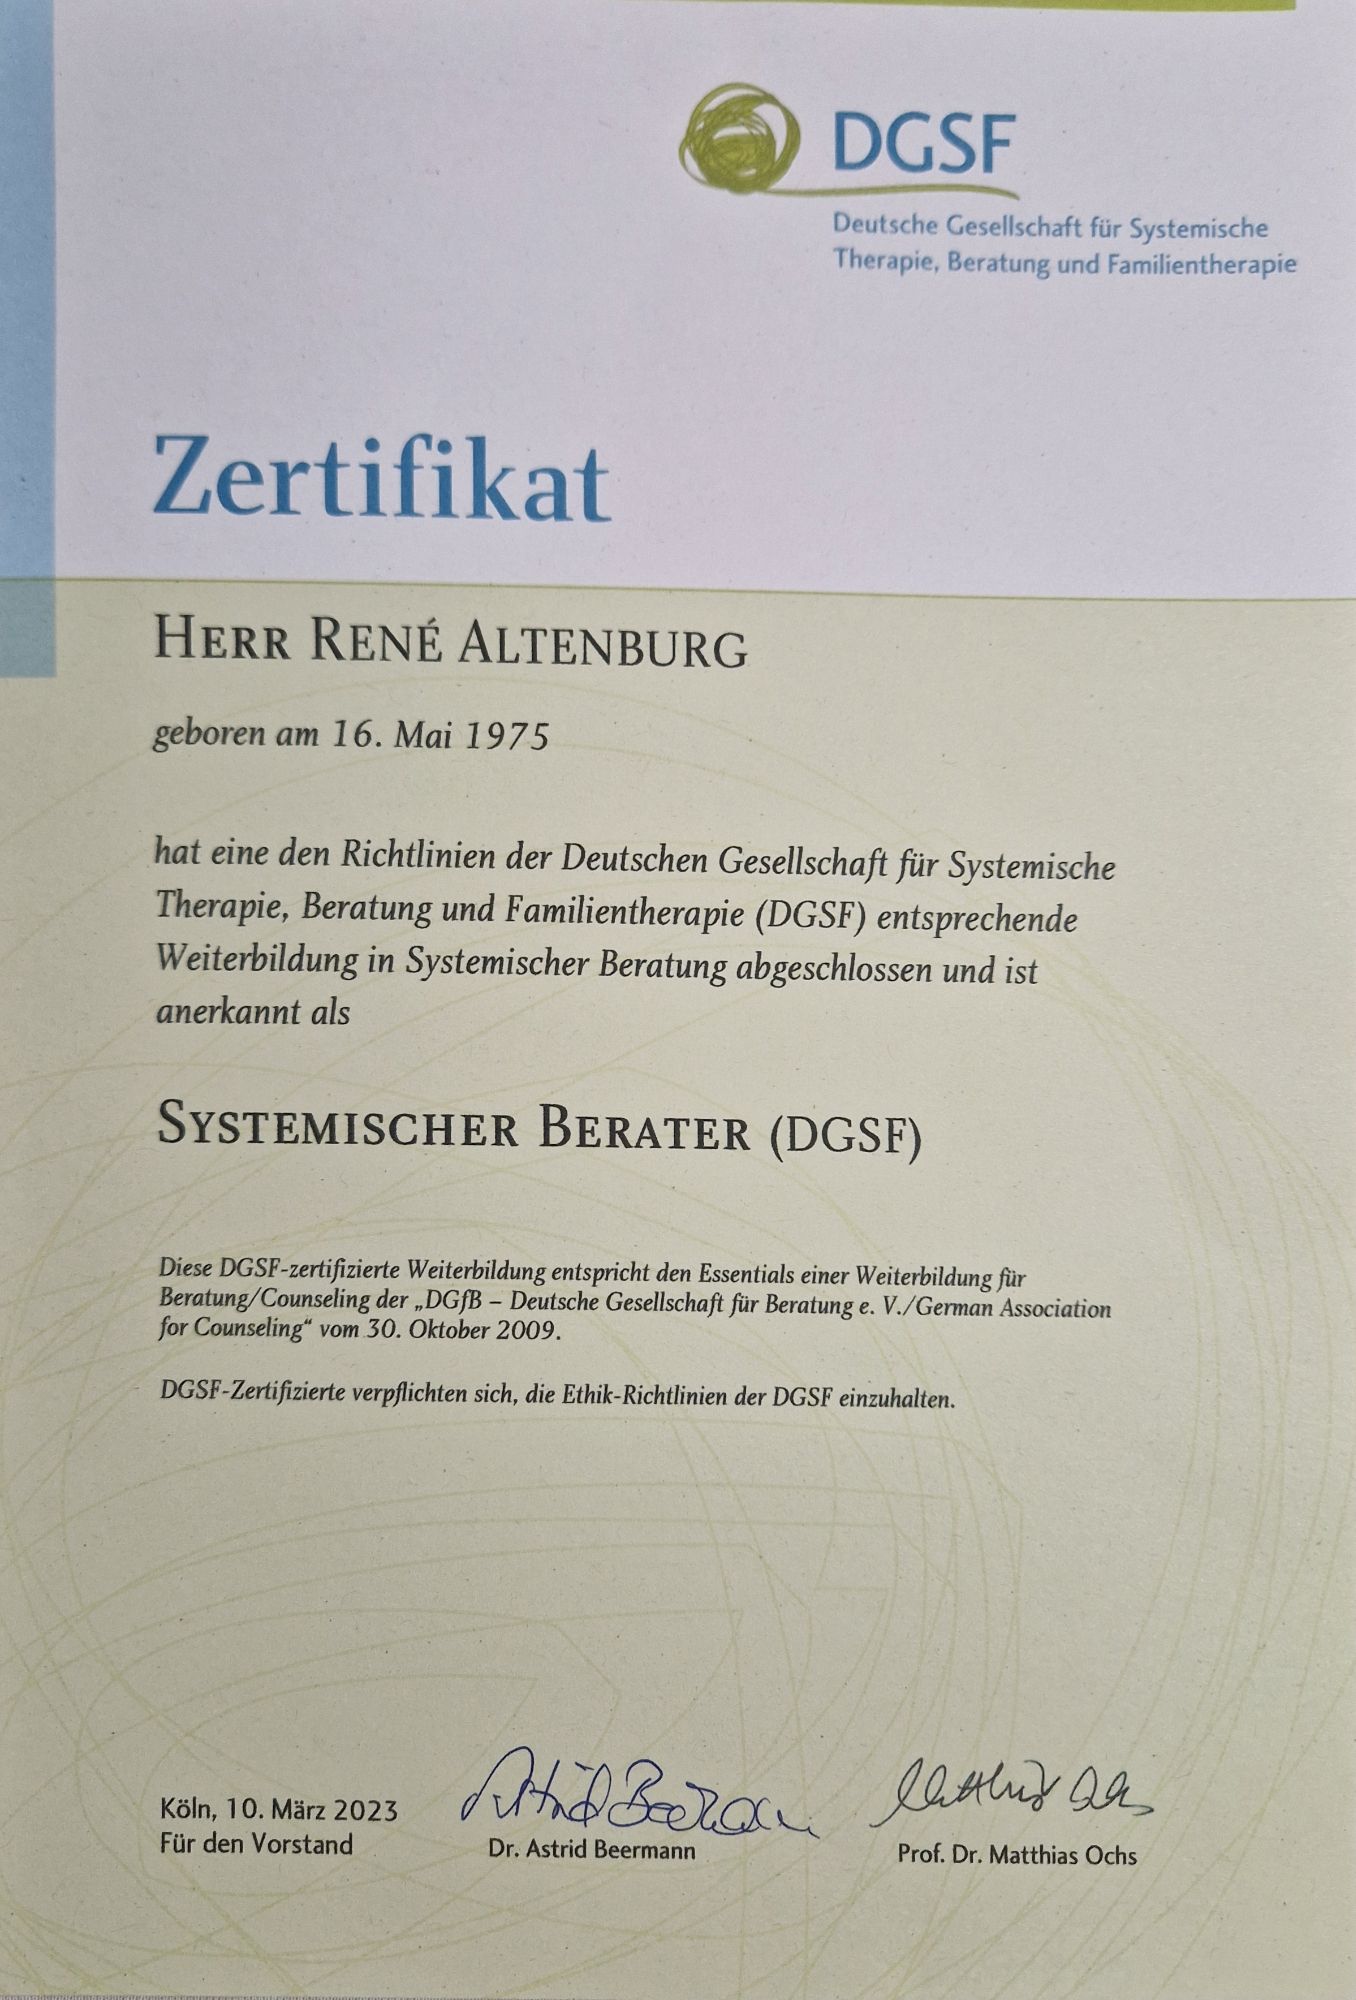 DGSF
Deutsche Gesellschaft für Systemische
Therapie, Beratung und Familientherapie
Zertifikat
HERR RENÉ ALTENBURG
geboren am 16. Mai 1975
hat eine den Richtlinien der Deutschen Gesellschaft für Systemische
Therapie, Beratung und Familientherapie (DGSF) entsprechende
Weiterbildung in Systemischer Beratung abgeschlossen und ist
anerkannt als
SYSTEMISCHER BERATER (DGSF)
Diese DGSF-zertifizierte Weiterbildung entspricht den Essentials einer Weiterbildung für
Beratung/Counseling der „DGfB – Deutsche Gesellschaft für Beratung e. V./German Association
for Counseling“ vom 30. Oktober 2009.
DGSF-Zertifizierte verpflichten sich, die Ethik-Richtlinien der DGSF einzuhalten.
Astrid Beermann
Matthias Ochs
Köln, 10. März 2023
Für den Vorstand
Dr. Astrid Beermann
Prof. Dr. Matthias Ochs